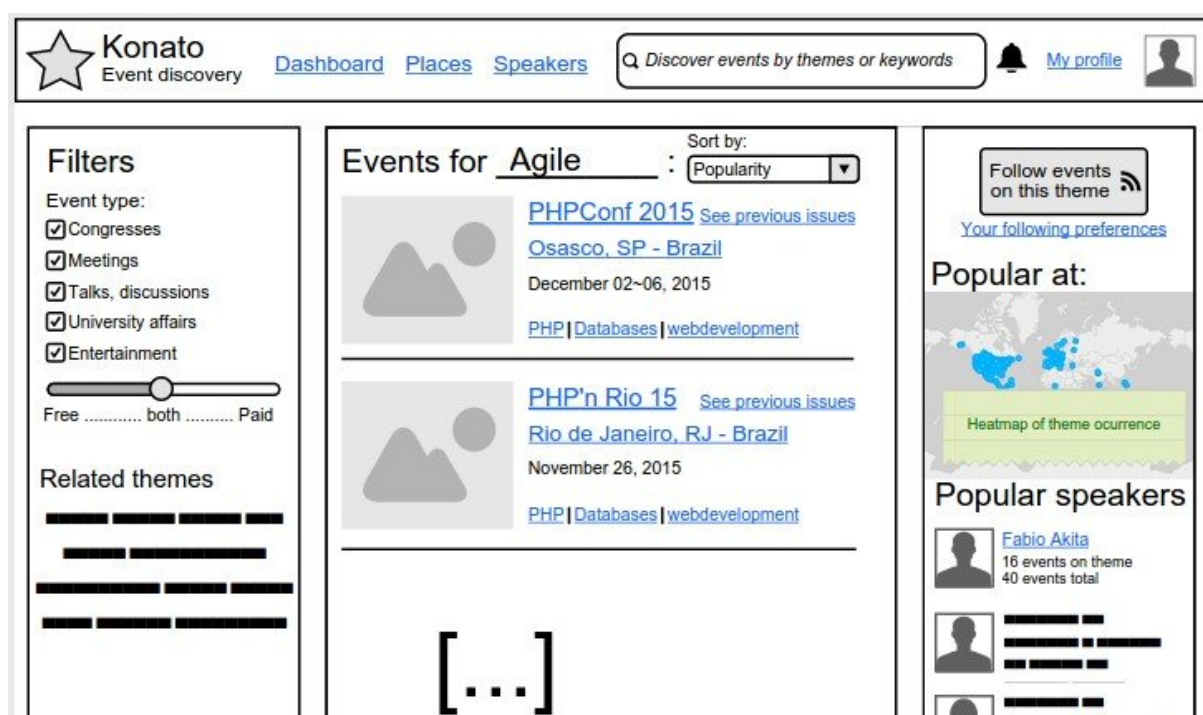 Konato
Event discovery
Dashboard Places Speakers
Discover events by themes or keywords
My profile
Filters
Event type:
Congresses
Meetings
Talks, discussions
University affairs
Entertainment
Free ............ both .......... Paid
Related themes
Events for Agile :
Sort by:
Popularity
PHPConf 2015 See previous issues
Osasco, SP - Brazil
December 02~06, 2015
PHP|Databases|webdevelopment
PHP'n Rio 15 See previous issues
Rio de Janeiro, RJ - Brazil
November 26, 2015
PHP|Databases|webdevelopment
[...]
Follow events
on this theme
Your following preferences
Popular at:
Heatmap of theme ocurrence
Popular speakers
Fabio Akita
16 events on theme
40 events total